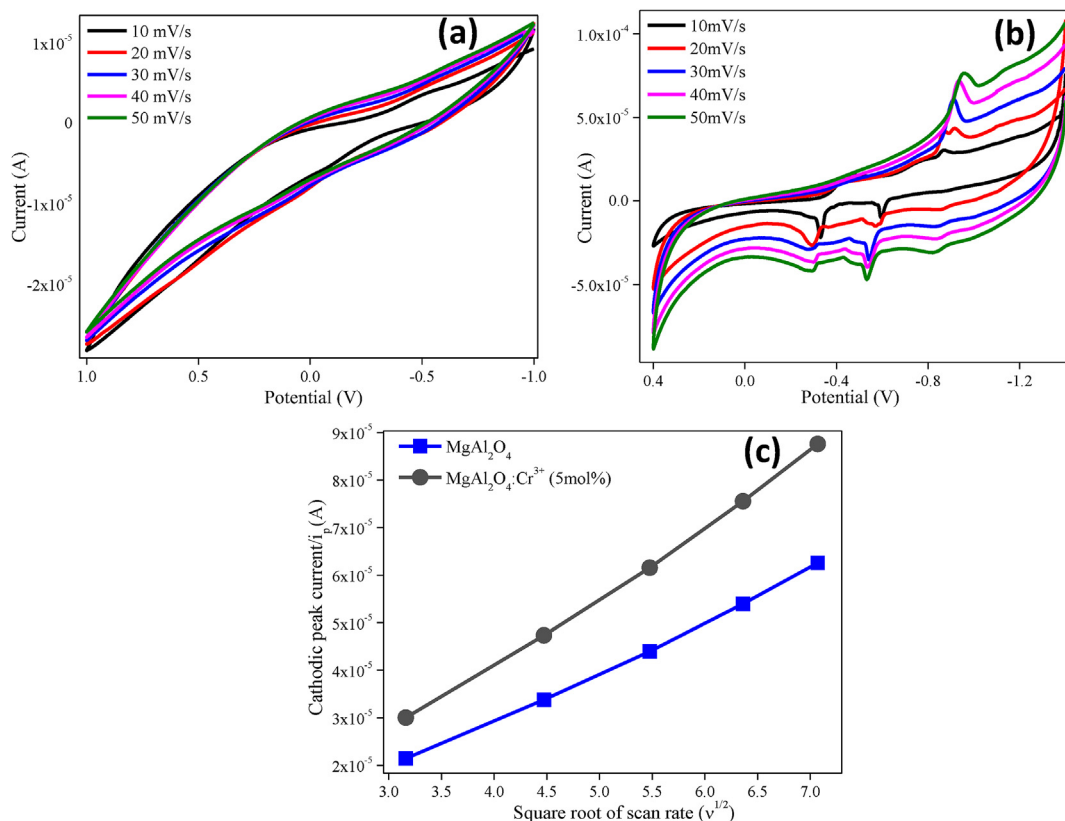 (a)
10 mV/s
20 mV/s
30 mV/s
40 mV/s
50 mV/s
1x10⁻⁵
0
-1x10⁻⁵
-2x10⁻⁵
Current (A)
1.0 0.5 0.0 -0.5 -1.0
Potential (V)
(b)
10mV/s
20mV/s
30mV/s
40mV/s
50mV/s
1.0x10⁻⁴
5.0x10⁻⁵
0.0
-5.0x10⁻⁵
Current (A)
0.4 0.0 -0.4 -0.8 -1.2
Potential (V)
(c)
MgAl₂O₄
MgAl₂O₄:Cr³⁺ (5mol%)
9x10⁻⁵
8x10⁻⁵
7x10⁻⁵
6x10⁻⁵
5x10⁻⁵
4x10⁻⁵
3x10⁻⁵
2x10⁻⁵
Cathodic peak current/iₚ(A)
3.0 3.5 4.0 4.5 5.0 5.5 6.0 6.5 7.0
Square root of scan rate (ν¹ᐟ²)